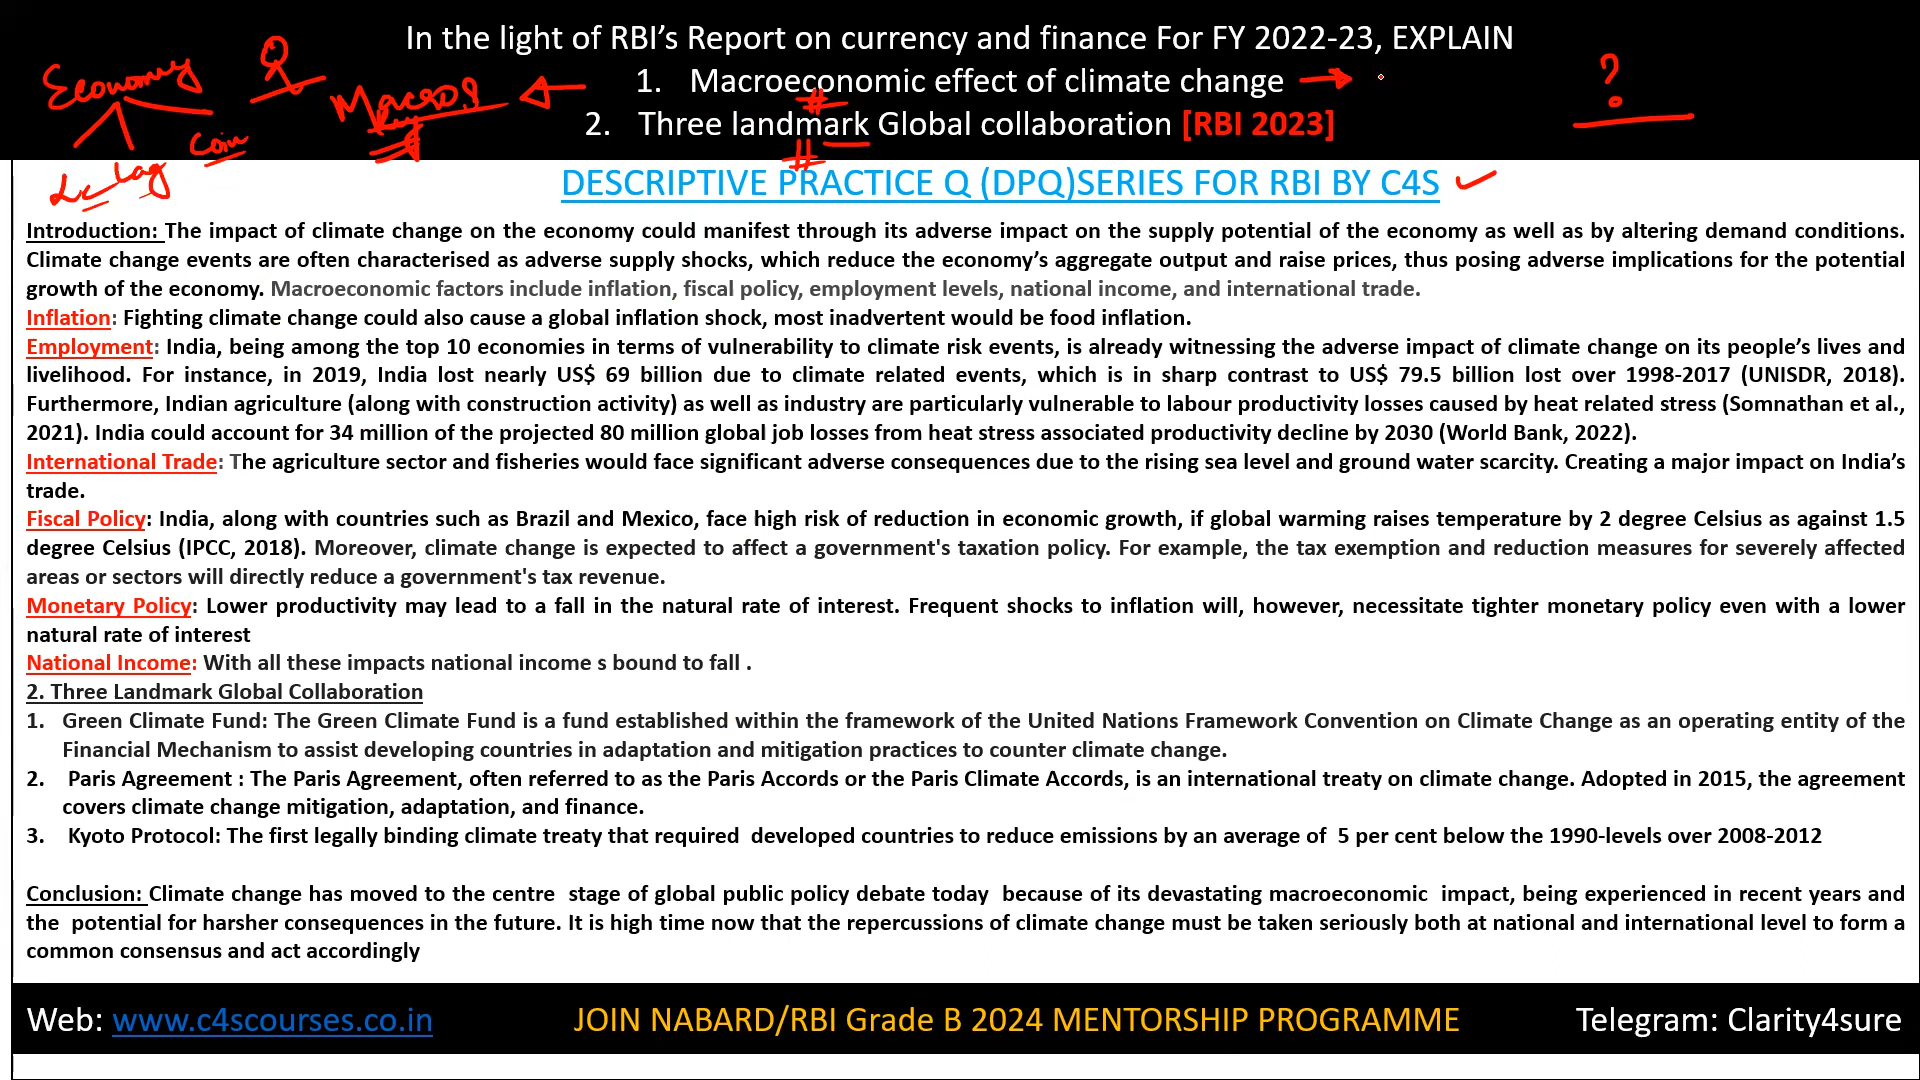 In the light of RBI's Report on currency and finance For FY 2022-23, EXPLAIN
1. Macroeconomic effect of climate change
2. Three landmark Global collaboration [RBI 2023]
Economy
Q
Macro
?
Coin
Le
lag
#
#
DESCRIPTIVE PRACTICE Q (DPQ)SERIES FOR RBI BY C4S
Introduction: The impact of climate change on the economy could manifest through its adverse impact on the supply potential of the economy as well as by altering demand conditions.
Climate change events are often characterised as adverse supply shocks, which reduce the economy's aggregate output and raise prices, thus posing adverse implications for the potential
growth of the economy. Macroeconomic factors include inflation, fiscal policy, employment levels, national income, and international trade.
Inflation: Fighting climate change could also cause a global inflation shock, most inadvertent would be food inflation.
Employment: India, being among the top 10 economies in terms of vulnerability to climate risk events, is already witnessing the adverse impact of climate change on its people's lives and
livelihood. For instance, in 2019, India lost nearly US$ 69 billion due to climate related events, which is in sharp contrast to US$ 79.5 billion lost over 1998-2017 (UNISDR, 2018).
Furthermore, Indian agriculture (along with construction activity) as well as industry are particularly vulnerable to labour productivity losses caused by heat related stress (Somnathan et al.,
2021). India could account for 34 million of the projected 80 million global job losses from heat stress associated productivity decline by 2030 (World Bank, 2022).
International Trade: The agriculture sector and fisheries would face significant adverse consequences due to the rising sea level and ground water scarcity. Creating a major impact on India's
trade.
Fiscal Policy: India, along with countries such as Brazil and Mexico, face high risk of reduction in economic growth, if global warming raises temperature by 2 degree Celsius as against 1.5
degree Celsius (IPCC, 2018). Moreover, climate change is expected to affect a government's taxation policy. For example, the tax exemption and reduction measures for severely affected
areas or sectors will directly reduce a government's tax revenue.
Monetary Policy: Lower productivity may lead to a fall in the natural rate of interest. Frequent shocks to inflation will, however, necessitate tighter monetary policy even with a lower
natural rate of interest
National Income: With all these impacts national income s bound to fall .
2. Three Landmark Global Collaboration
1. Green Climate Fund: The Green Climate Fund is a fund established within the framework of the United Nations Framework Convention on Climate Change as an operating entity of the
Financial Mechanism to assist developing countries in adaptation and mitigation practices to counter climate change.
2. Paris Agreement : The Paris Agreement, often referred to as the Paris Accords or the Paris Climate Accords, is an international treaty on climate change. Adopted in 2015, the agreement
covers climate change mitigation, adaptation, and finance.
3. Kyoto Protocol: The first legally binding climate treaty that required developed countries to reduce emissions by an average of 5 per cent below the 1990-levels over 2008-2012
Conclusion: Climate change has moved to the centre stage of global public policy debate today because of its devastating macroeconomic impact, being experienced in recent years and
the potential for harsher consequences in the future. It is high time now that the repercussions of climate change must be taken seriously both at national and international level to form a
common consensus and act accordingly
Web: www.c4scourses.co.in
JOIN NABARD/RBI Grade B 2024 MENTORSHIP PROGRAMME
Telegram: Clarity4sure